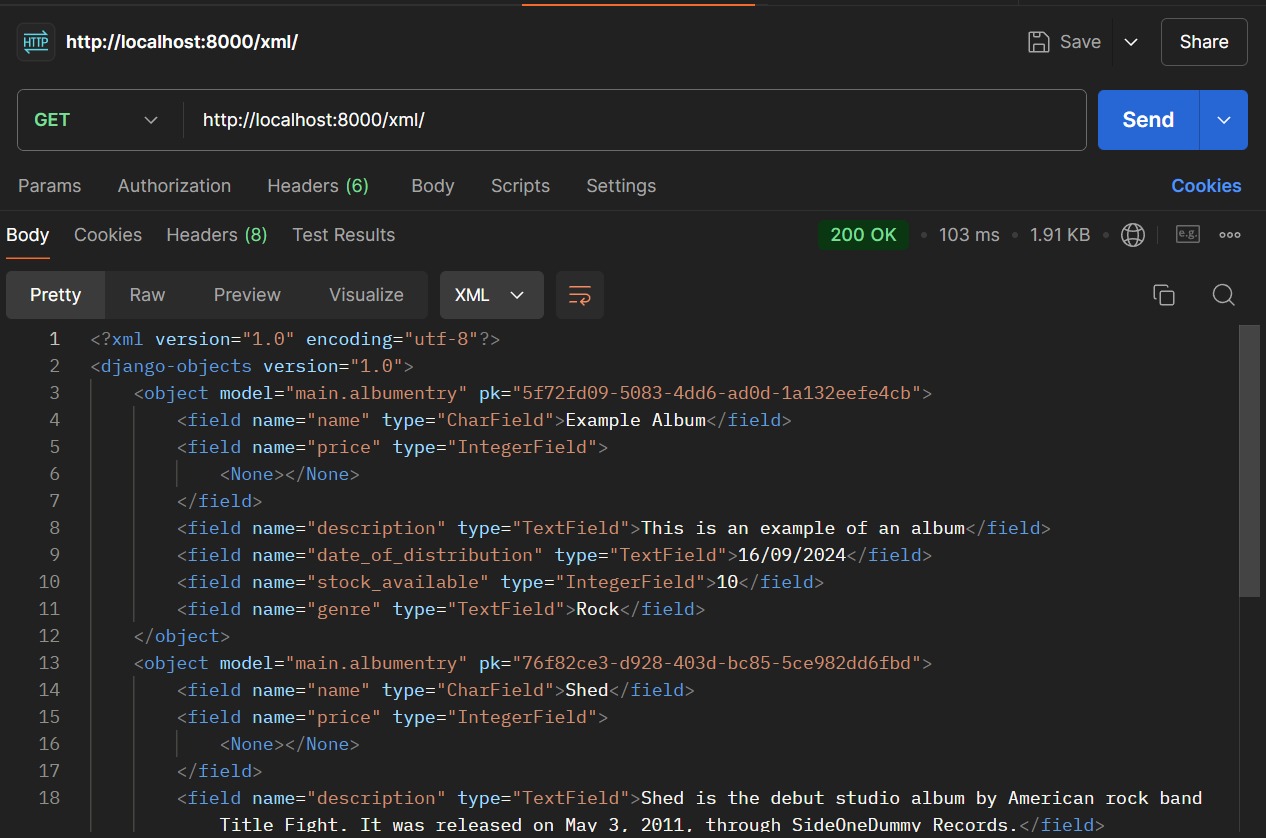 HTTP http://localhost:8000/xml/ Save Share
GET http://localhost:8000/xml/ Send
Params Authorization Headers (6) Body Scripts Settings Cookies
Body Cookies Headers (8) Test Results 200 OK • 103 ms • 1.91 KB • e.g.
Pretty Raw Preview Visualize XML
1 <?xml version="1.0" encoding="utf-8"?>
2 <django-objects version="1.0">
3 <object model="main.albumentry" pk="5f72fd09-5083-4dd6-ad0d-1a132eefe4cb">
4 <field name="name" type="CharField">Example Album</field>
5 <field name="price" type="IntegerField">
6 <None></None>
7 </field>
8 <field name="description" type="TextField">This is an example of an album</field>
9 <field name="date_of_distribution" type="TextField">16/09/2024</field>
10 <field name="stock_available" type="IntegerField">10</field>
11 <field name="genre" type="TextField">Rock</field>
12 </object>
13 <object model="main.albumentry" pk="76f82ce3-d928-403d-bc85-5ce982dd6fbd">
14 <field name="name" type="CharField">Shed</field>
15 <field name="price" type="IntegerField">
16 <None></None>
17 </field>
18 <field name="description" type="TextField">Shed is the debut studio album by American rock band
Title Fight. It was released on May 3, 2011, through SideOneDummy Records.</field>